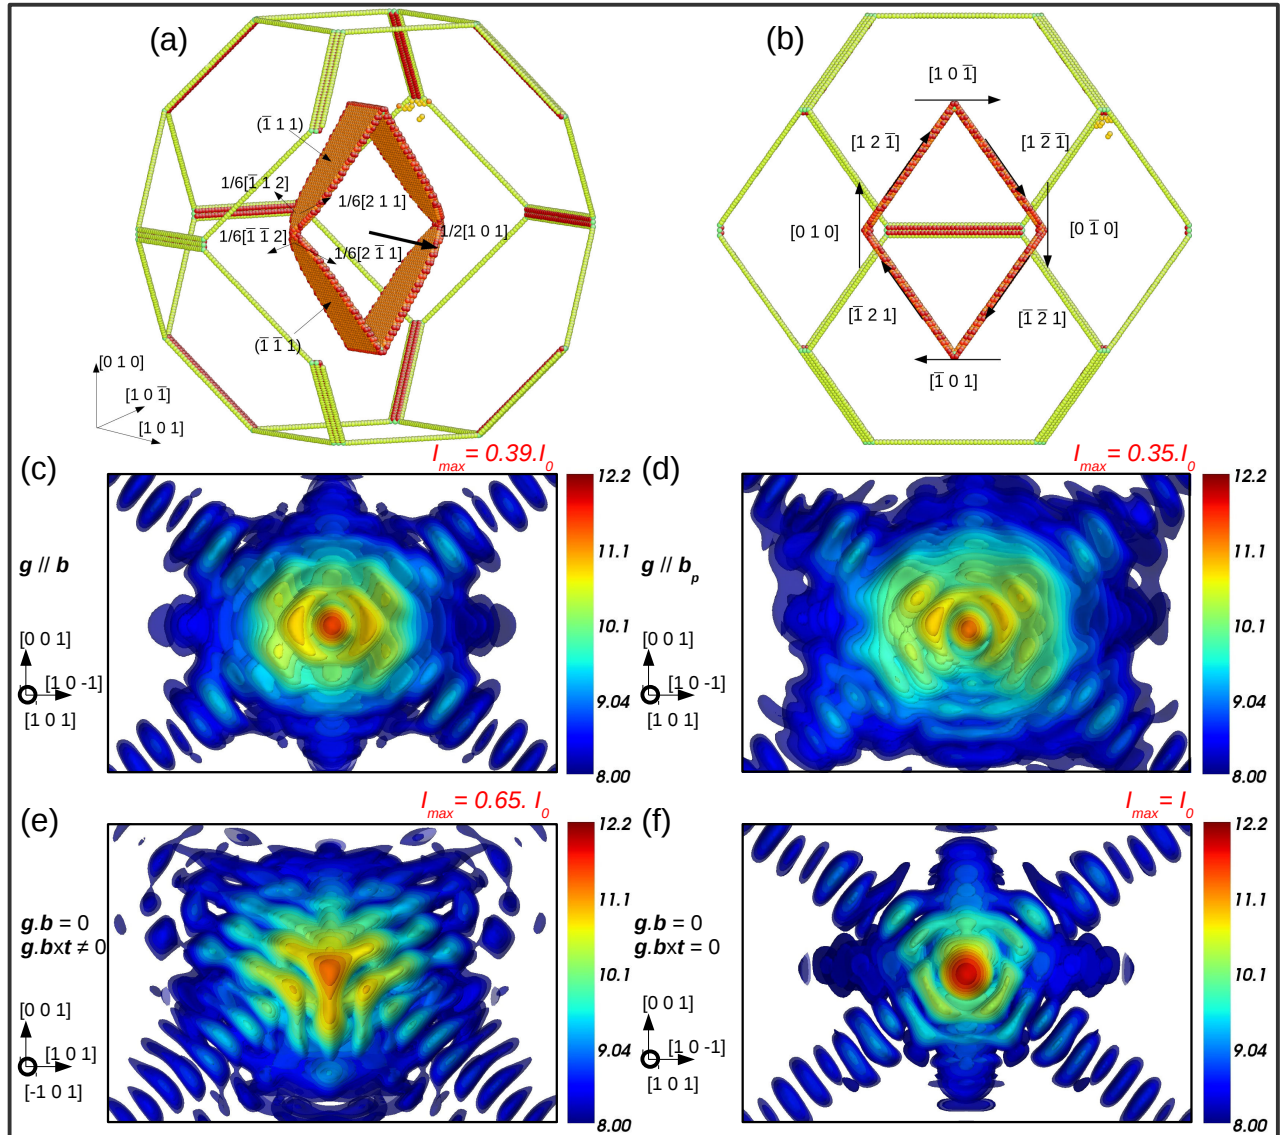 (a)
(b)
[1 0 1̅]
(1̅ 1 1)
[1 2 1̅]
[1 2̅ 1̅]
1/6[1̅ 1 2]
1/6[2 1 1]
1/2[1 0 1]
1/6[1̅ 1̅ 2]
1/6[2 1̅ 1]
[0 1 0]
[0 1̅ 0]
(1̅ 1̅ 1)
[1̅ 2 1]
[1̅ 2̅ 1]
[1̅ 0 1]
[0 1 0]
[1 0 1̅]
[1 0 1]
(c)
I_max = 0.39.I_0
12.2
11.1
10.1
9.04
8.00
g // b
[0 0 1]
[1 0 -1]
[1 0 1]
(d)
I_max = 0.35.I_0
12.2
11.1
10.1
9.04
8.00
g // b_p
[0 0 1]
[1 0 -1]
[1 0 1]
(e)
I_max = 0.65. I_0
12.2
11.1
10.1
9.04
8.00
g.b = 0
g.bxt ≠ 0
[0 0 1]
[1 0 1]
[-1 0 1]
(f)
I_max = I_0
12.2
11.1
10.1
9.04
8.00
g.b = 0
g.bxt = 0
[0 0 1]
[1 0 -1]
[1 0 1]